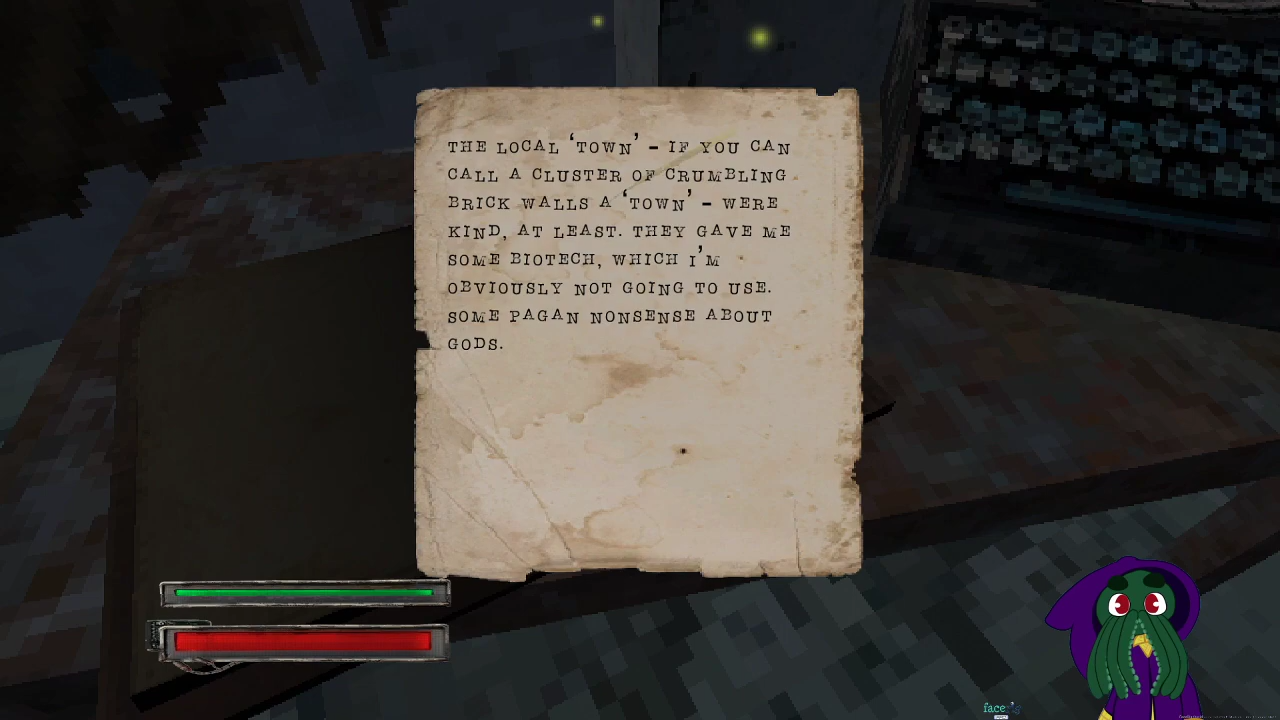 THE LOCAL 'TOWN' – IF YOU CAN
CALL A CLUSTER OF CRUMBLING
BRICK WALLS A 'TOWN' – WERE
KIND, AT LEAST. THEY GAVE ME
SOME BIOTECH, WHICH I'M
OBVIOUSLY NOT GOING TO USE.
SOME PAGAN NONSENSE ABOUT
GODS.